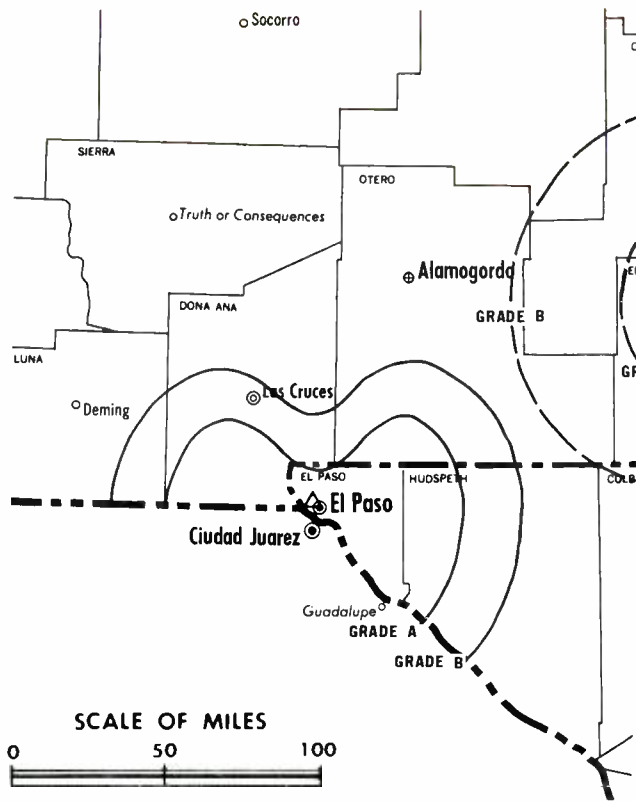 Socorro
SIERRA
OTERO
Truth or Consequences
Alamogordo
DONA ANA
GRADE B
LUNA
Las Cruces
Deming
EL PASO
HUDSPETH
El Paso
Ciudad Juarez
Guadalupe
GRADE A
GRADE B
SCALE OF MILES
0 50 100